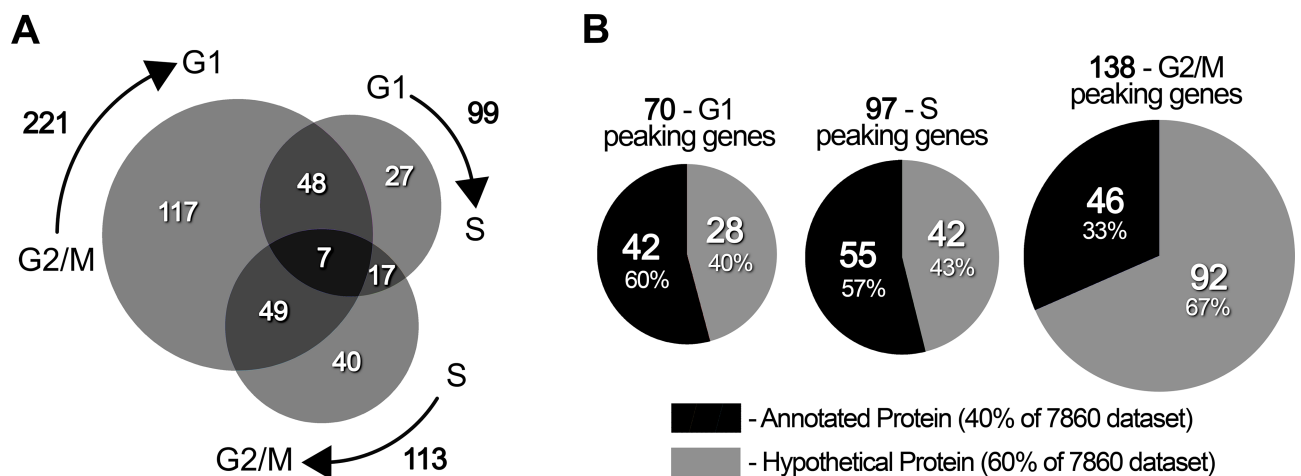 A
G1
221
G2/M
117
48
27
7
17
49
40
G1
99
S
S
113
G2/M
B
70 - G1
peaking genes
42
60%
28
40%
97 - S
peaking genes
55
57%
42
43%
138 - G2/M
peaking genes
46
33%
92
67%
- Annotated Protein (40% of 7860 dataset)
- Hypothetical Protein (60% of 7860 dataset)